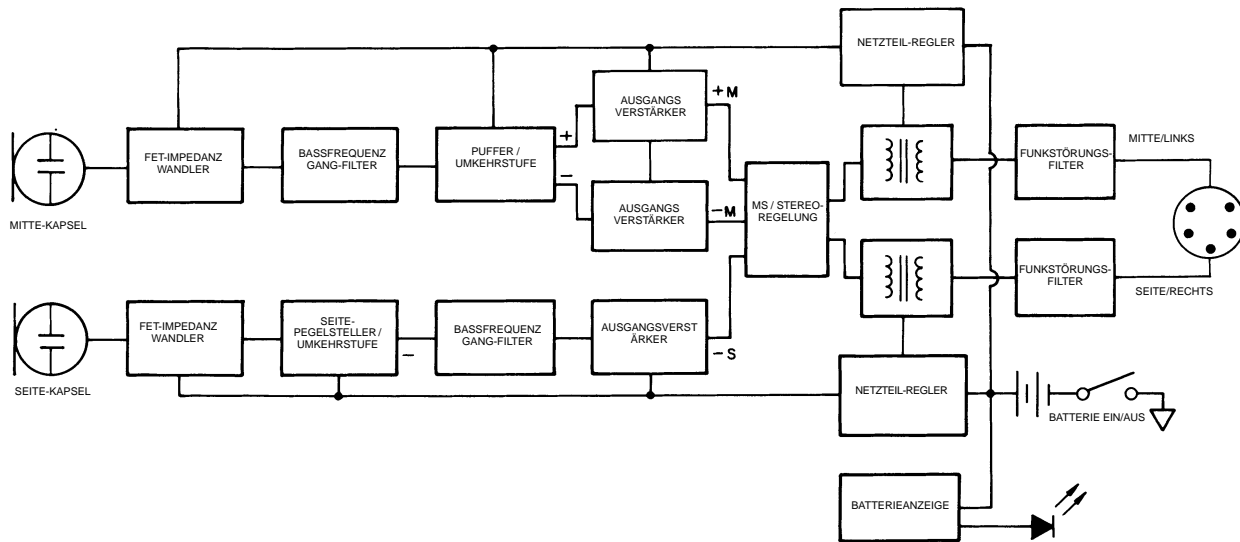 NETZTEIL-REGLER
AUSGANGS
VERSTÄRKER
+M
FET-IMPEDANZ
WANDLER
BASSFREQUENZ
GANG-FILTER
PUFFER /
UMKEHRSTUFE
+
−
MITTE-KAPSEL
AUSGANGS
VERSTÄRKER
−M
MS / STEREO-
REGELUNG
FUNKSTÖRUNGS-
FILTER
MITTE/LINKS
FUNKSTÖRUNGS-
FILTER
SEITE/RECHTS
FET-IMPEDANZ
WANDLER
SEITE-
PEGELSTELLER /
UMKEHRSTUFE
−
BASSFREQUENZ
GANG-FILTER
AUSGANGSVERST
ÄRKER
−S
SEITE-KAPSEL
NETZTEIL-REGLER
BATTERIE EIN/AUS
BATTERIEANZEIGE